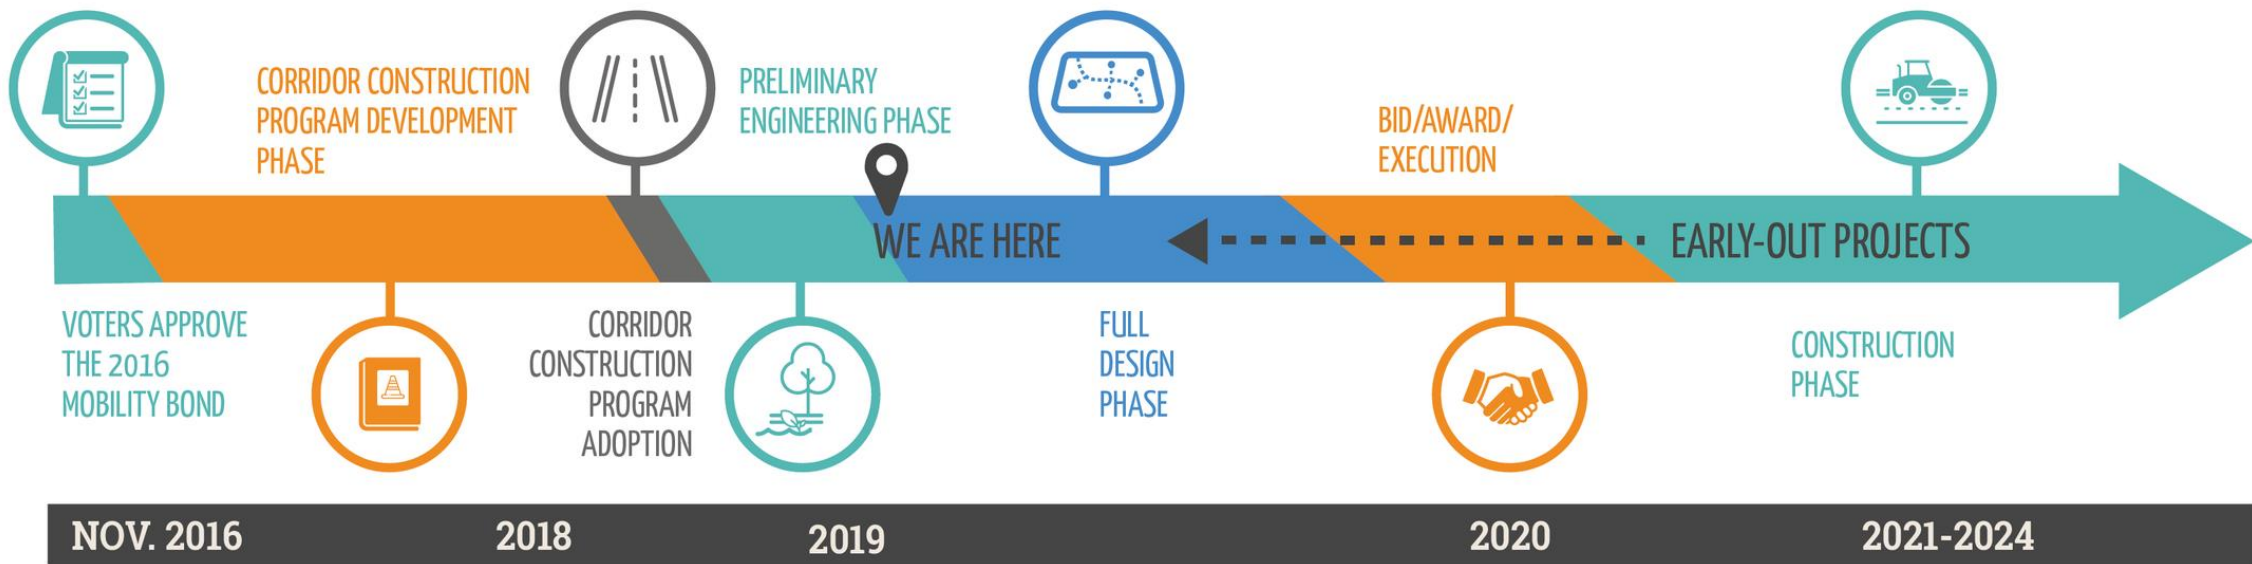 CORRIDOR CONSTRUCTION
PROGRAM DEVELOPMENT
PHASE
PRELIMINARY
ENGINEERING PHASE
BID/AWARD/
EXECUTION
WE ARE HERE
EARLY-OUT PROJECTS
VOTERS APPROVE
THE 2016
MOBILITY BOND
CORRIDOR
CONSTRUCTION
PROGRAM
ADOPTION
FULL
DESIGN
PHASE
CONSTRUCTION
PHASE
NOV. 2016
2018
2019
2020
2021-2024